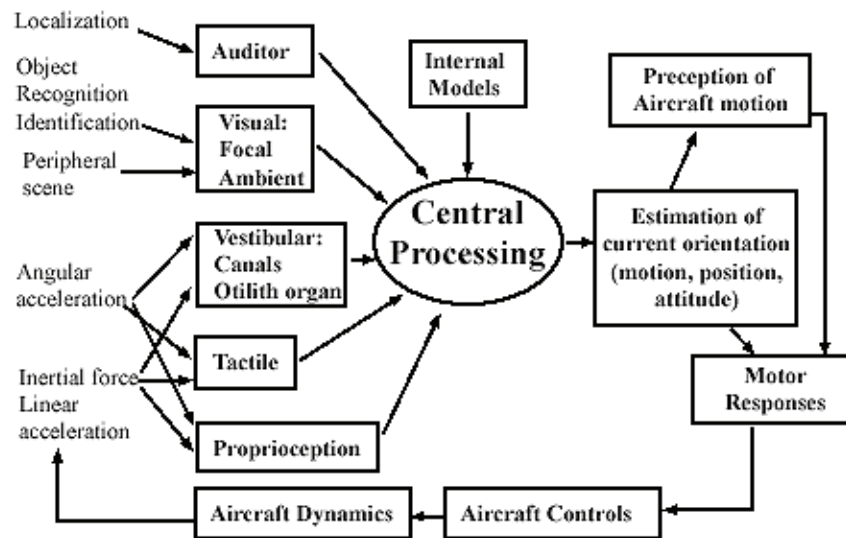 Localization
Auditor
Object
Recognition
Identification
Peripheral
scene
Visual:
Focal
Ambient
Angular
acceleration
Vestibular:
Canals
Otilith organ
Inertial force
Linear
acceleration
Tactile
Proprioception
Internal
Models
Central
Processing
Preception of
Aircraft motion
Estimation of
current orientation
(motion, position,
attitude)
Motor
Responses
Aircraft Controls
Aircraft Dynamics